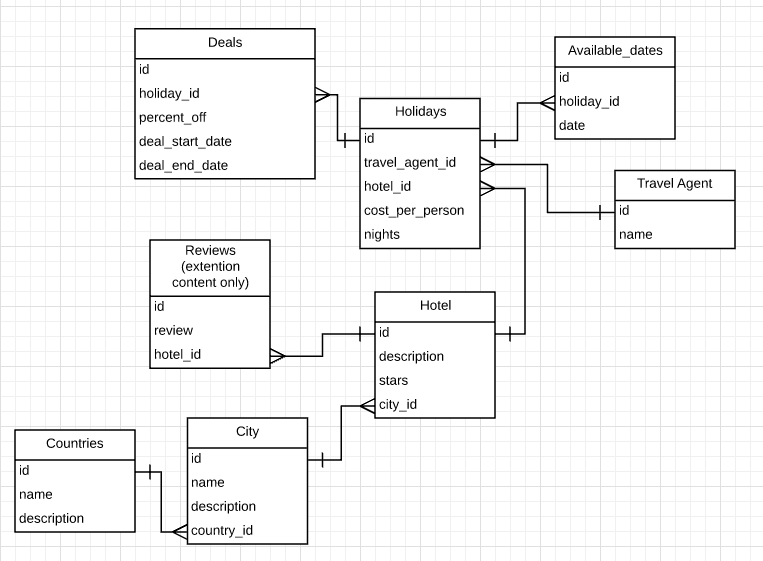 Deals
id
holiday_id
percent_off
deal_start_date
deal_end_date
Available_dates
id
holiday_id
date
Holidays
id
travel_agent_id
hotel_id
cost_per_person
nights
Travel Agent
id
name
Reviews
(extention
content only)
id
review
hotel_id
Hotel
id
description
stars
city_id
Countries
id
name
description
City
id
name
description
country_id